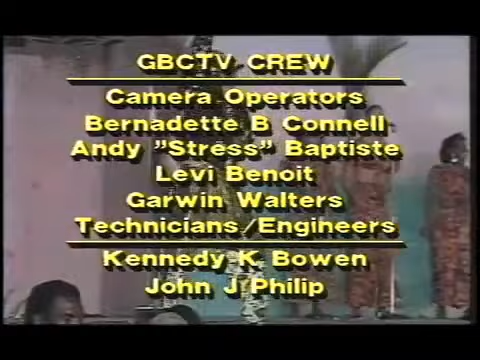 GBCTV CREW
Camera Operators
Bernadette B Connell
Andy "Stress" Baptiste
Levi Benoit
Garwin Walters
Technicians/Engineers
Kennedy K Bowen
John J Philip